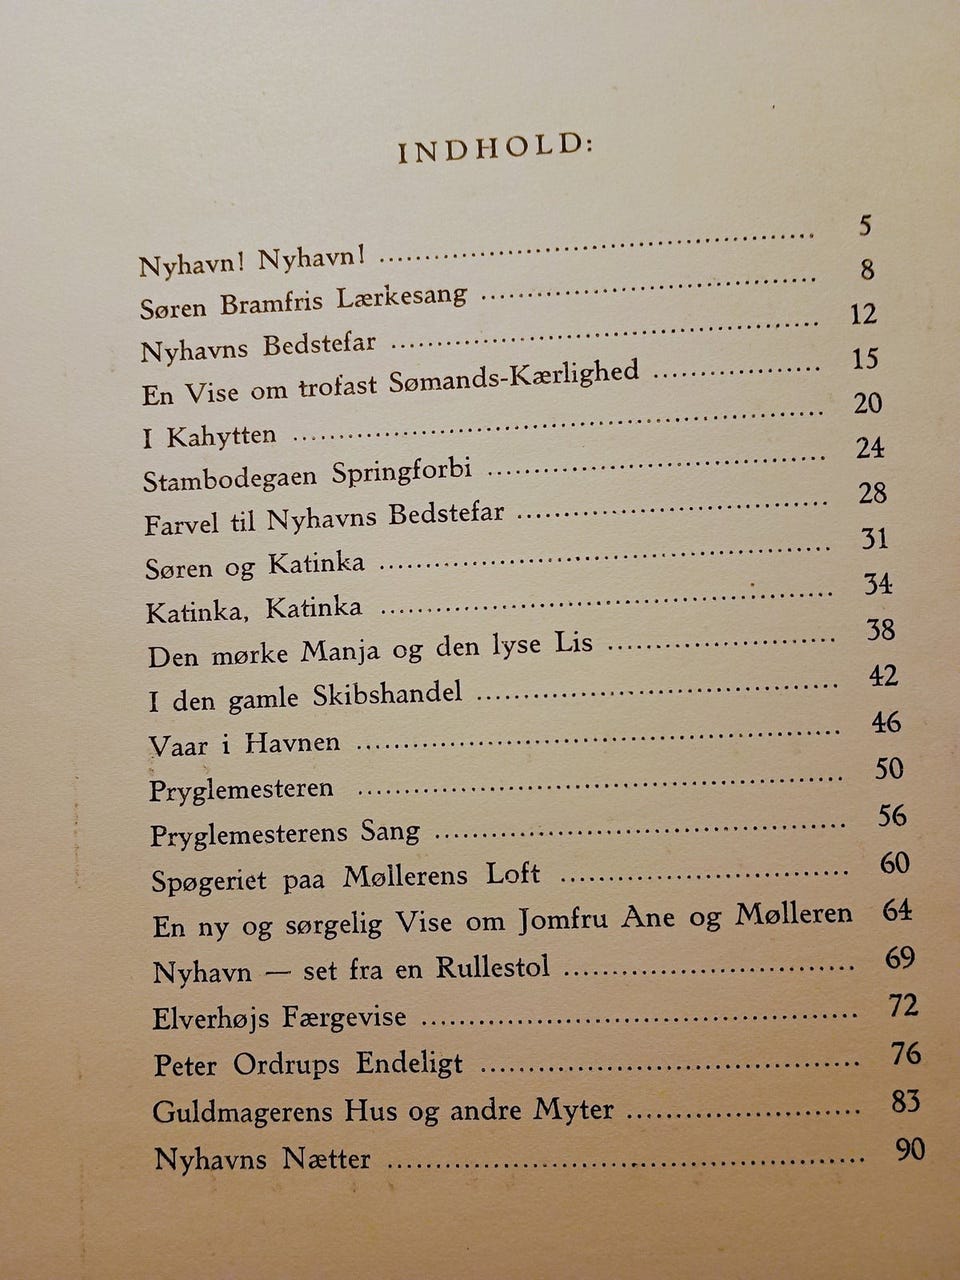 INDHOLD:
Nyhavn! Nyhavn! 5
Søren Bramfris Lærkesang 8
Nyhavns Bedstefar 12
En Vise om trofast Sømands-Kærlighed 15
I Kahytten 20
Stambodegaen Springforbi 24
Farvel til Nyhavns Bedstefar 28
Søren og Katinka 31
Katinka, Katinka 34
Den mørke Manja og den lyse Lis 38
I den gamle Skibshandel 42
Vaar i Havnen 46
Pryglemesteren 50
Pryglemesterens Sang 56
Spøgeriet paa Møllerens Loft 60
En ny og sørgelig Vise om Jomfru Ane og Mølleren 64
Nyhavn — set fra en Rullestol 69
Elverhøjs Færgevise 72
Peter Ordrups Endeligt 76
Guldmagerens Hus og andre Myter 83
Nyhavns Nætter 90